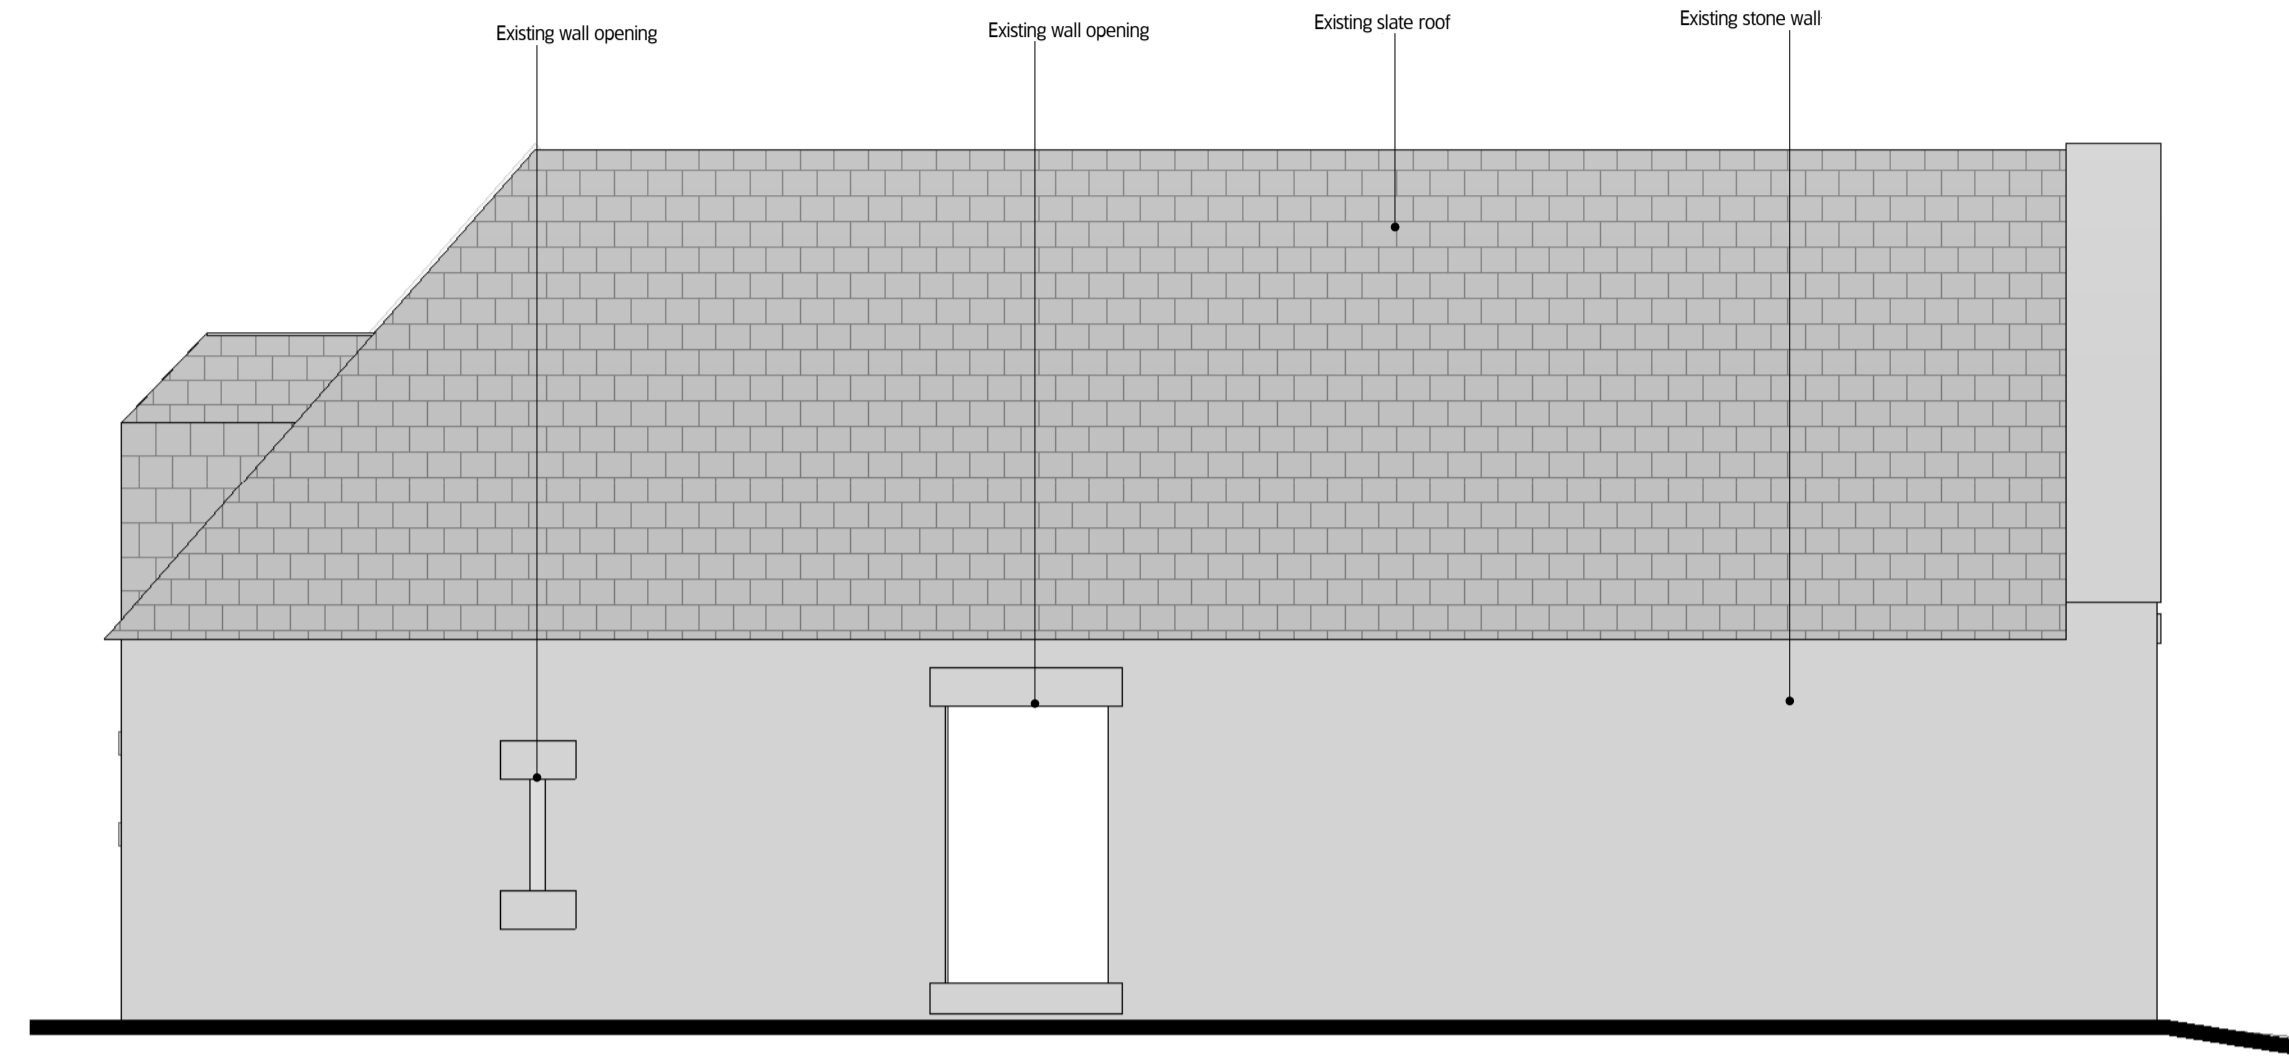 Existing wall opening
Existing wall opening
Existing slate roof
Existing stone wall